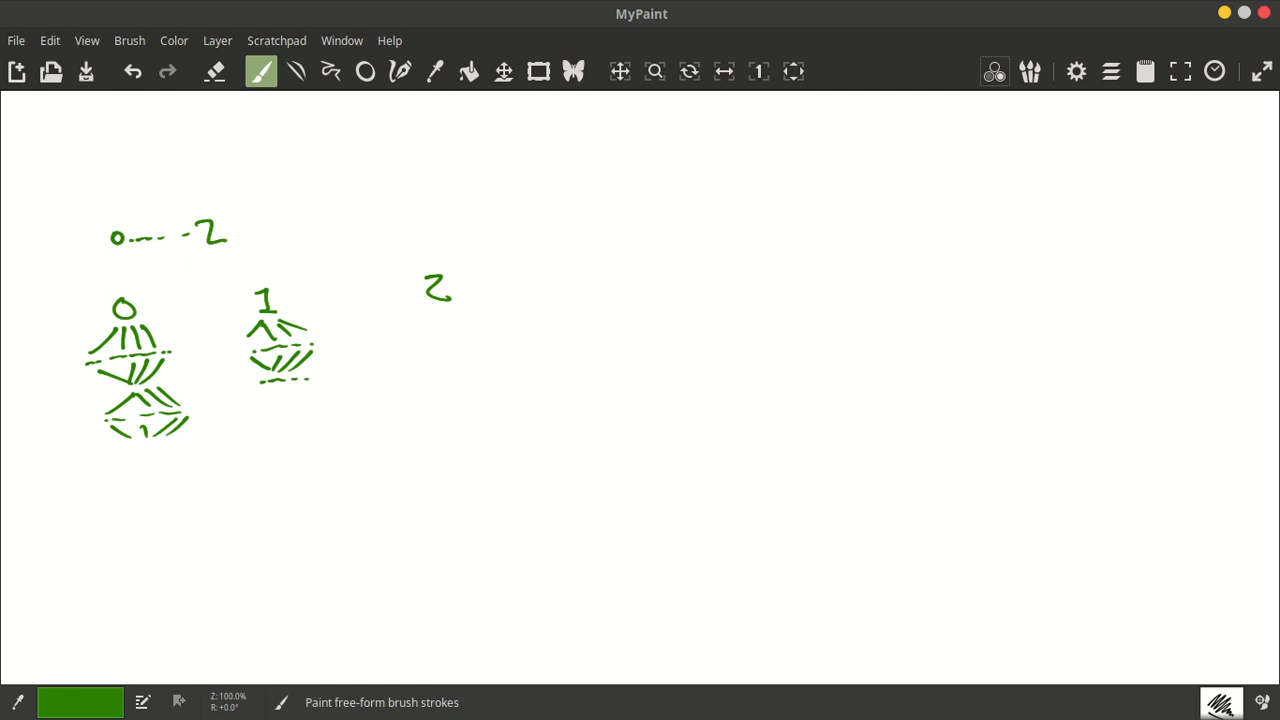 MyPaint
File Edit View Brush Color Layer Scratchpad Window Help
0---- -2
0 1 2
Z: 100.0%
R: +0.0°
Paint free-form brush strokes